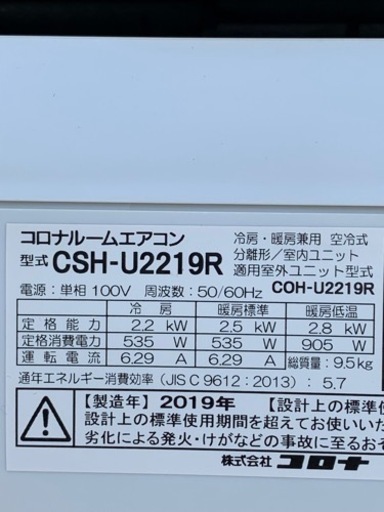 コロナルームエアコン
冷房・暖房兼用 空冷式
型式 CSH-U2219R
分離形/室内ユニット
適用室外ユニット型式
電源:単相100V 周波数:50/60Hz COH-U2219R
冷房 暖房標準 暖房低温
定格能力 2.2 kW 2.5 kW 2.8 kW
定格消費電力 535 W 535 W 905 W
運転電流 6.29 A 6.29 A 総質量:9.5kg
通年エネルギー消費効率(JIS C 9612:2013):5.7
【製造年】2019年 【設計上の標準使用
設計上の標準使用期間を超えてお使いいた
劣化による発火・けがなどの事故に至るおそ
株式会社 コロナ